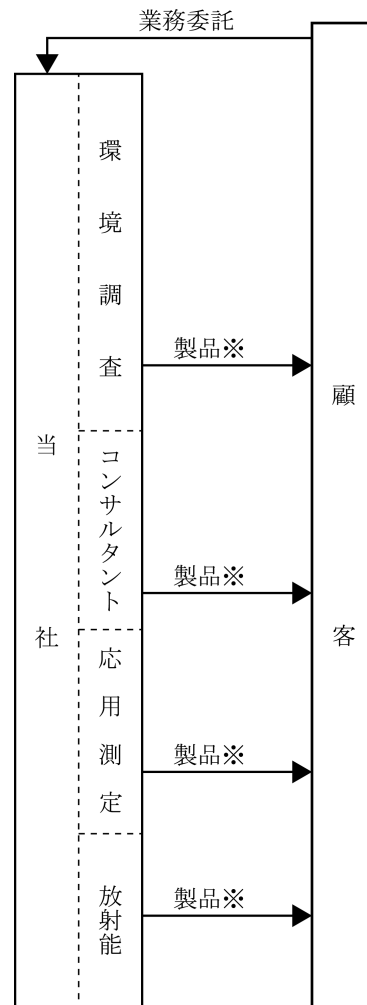 業務委託
環境調査
製品※
当社
顧客
コンサルタント
製品※
応用測定
製品※
放射能
製品※